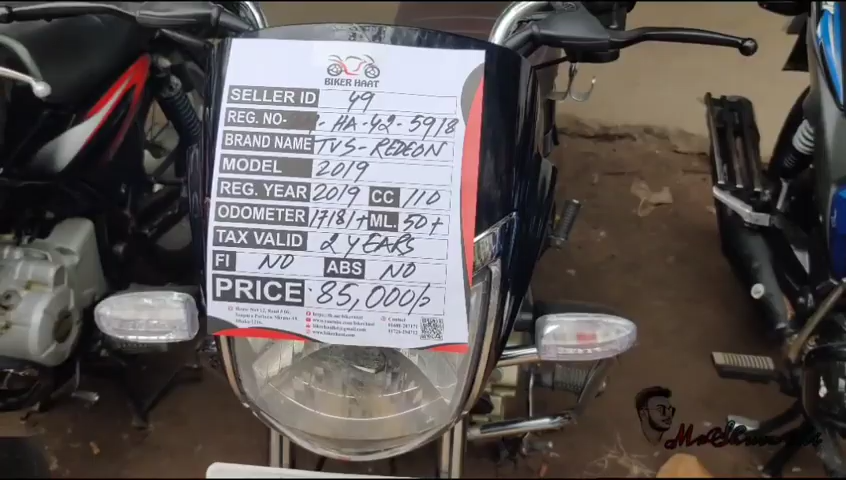 BIKER HAAT
SELLER ID 49
REG. NO- - HA-42-5918
BRAND NAME TVS-REDEON
MODEL 2019
REG. YEAR 2019 CC 110
ODOMETER 17181+ ML. 50+
TAX VALID 2 YEARS
FI NO ABS NO
PRICE 85,000/-